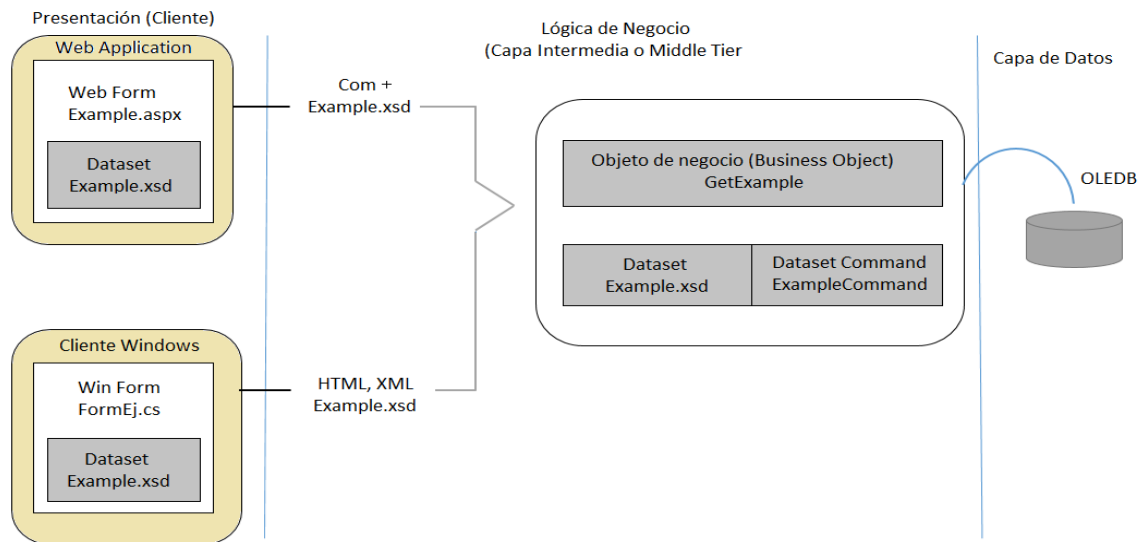 Presentación (Cliente)
Web Application
Web Form
Example.aspx
Dataset
Example.xsd
Cliente Windows
Win Form
FormEj.cs
Dataset
Example.xsd
Com +
Example.xsd
HTML, XML
Example.xsd
Lógica de Negocio
(Capa Intermedia o Middle Tier
Objeto de negocio (Business Object)
GetExample
Dataset
Example.xsd
Dataset Command
ExampleCommand
Capa de Datos
OLEDB